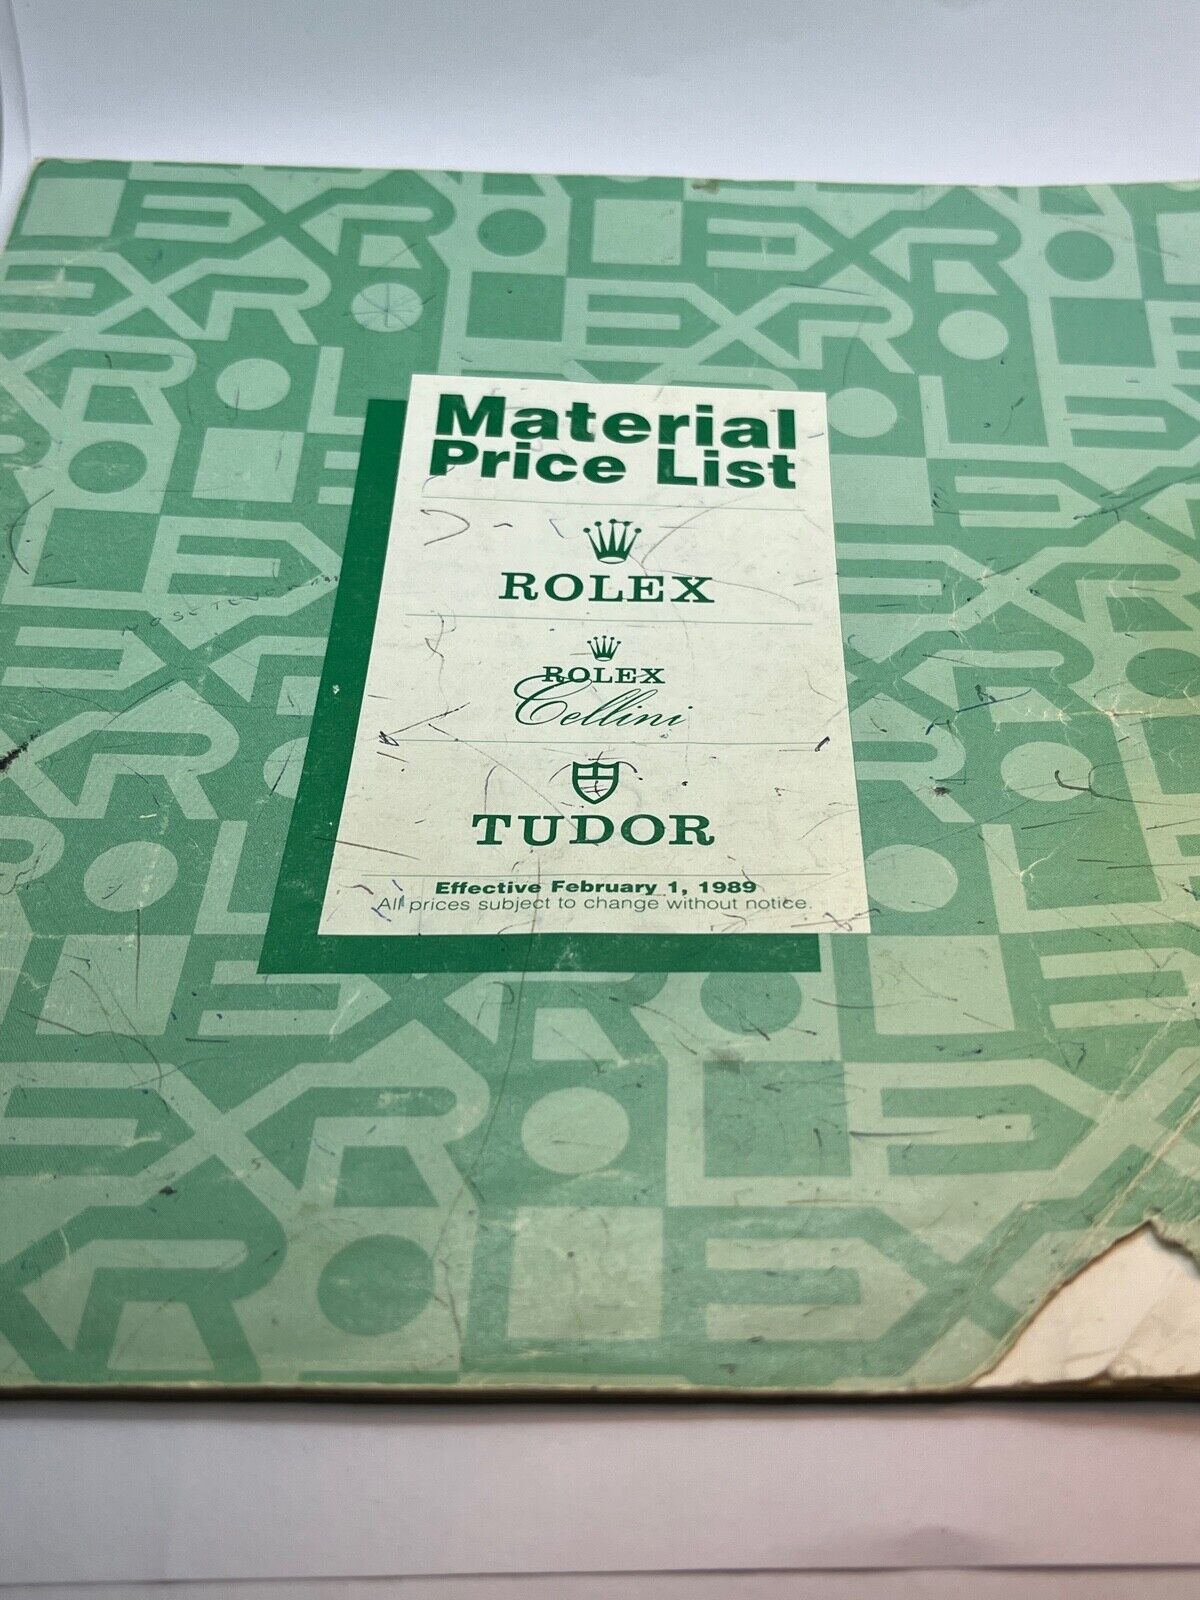 Material
Price List
ROLEX
ROLEX
Cellini
TUDOR
Effective February 1, 1989
All prices subject to change without notice.